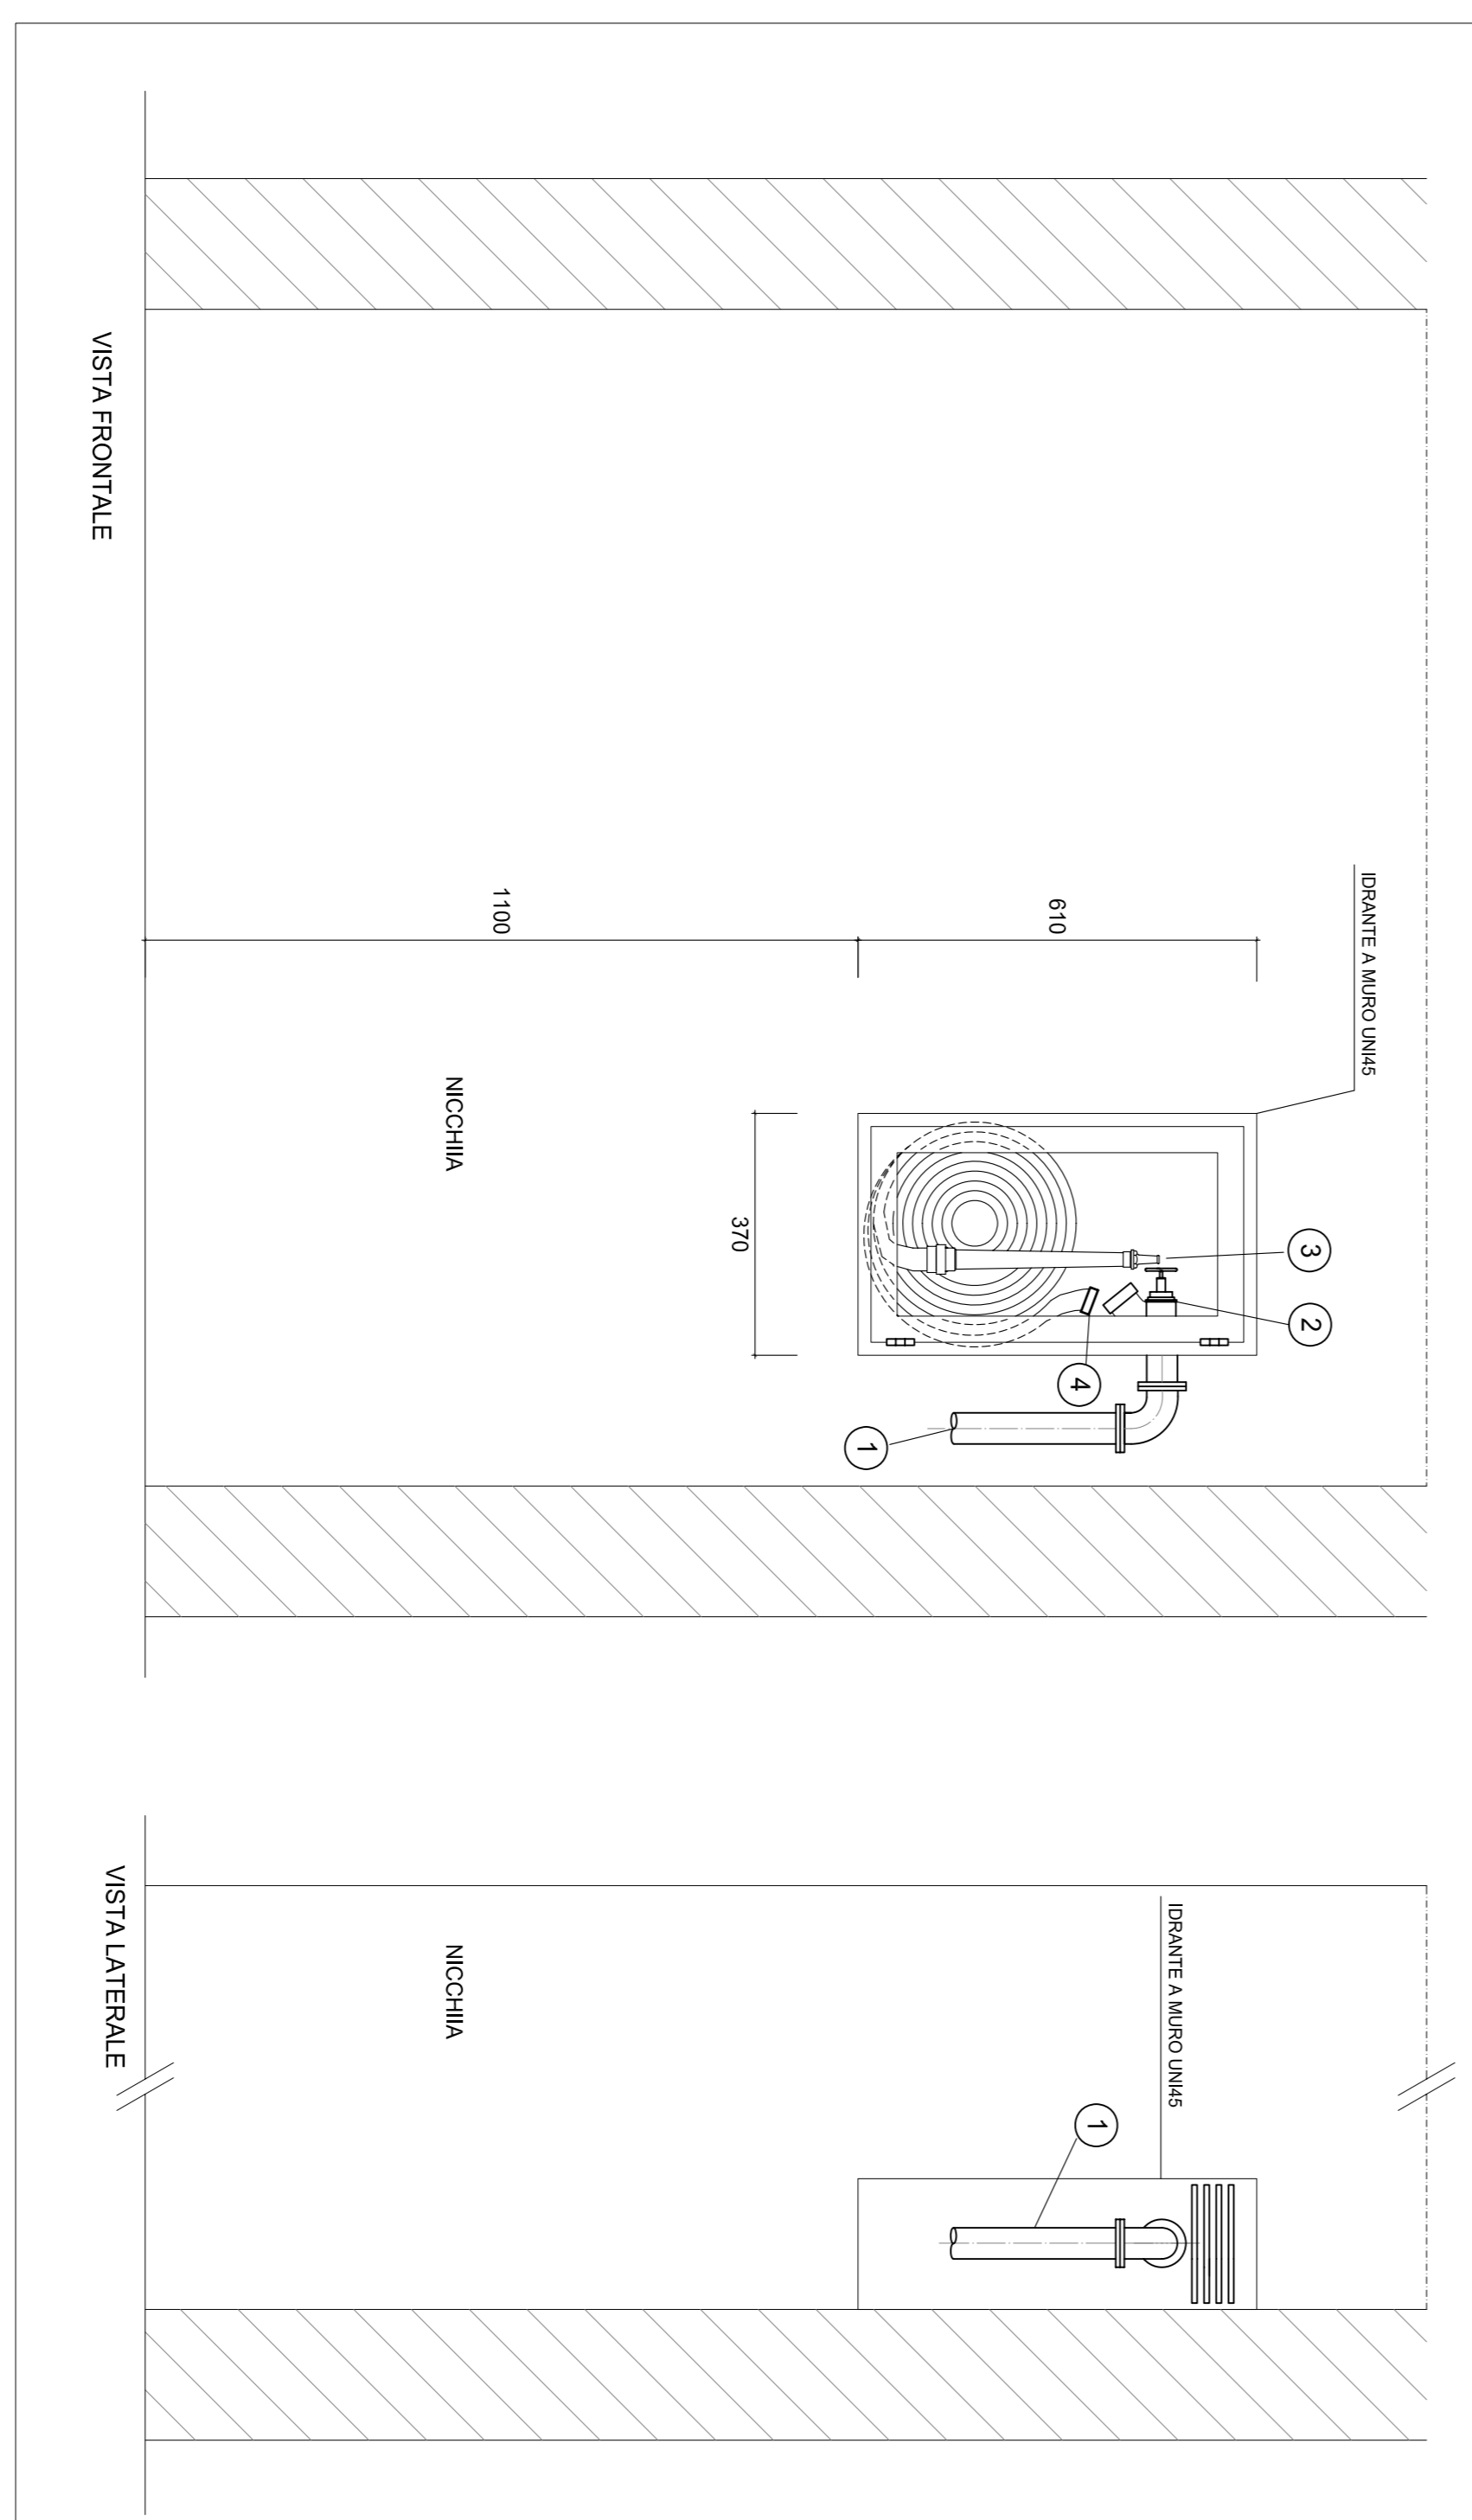 IDRANTE A MURO UNI45
3
2
4
610
1
370
1100
NICCHIIA
VISTA FRONTALE
IDRANTE A MURO UNI45
1
NICCHIIA
VISTA LATERALE